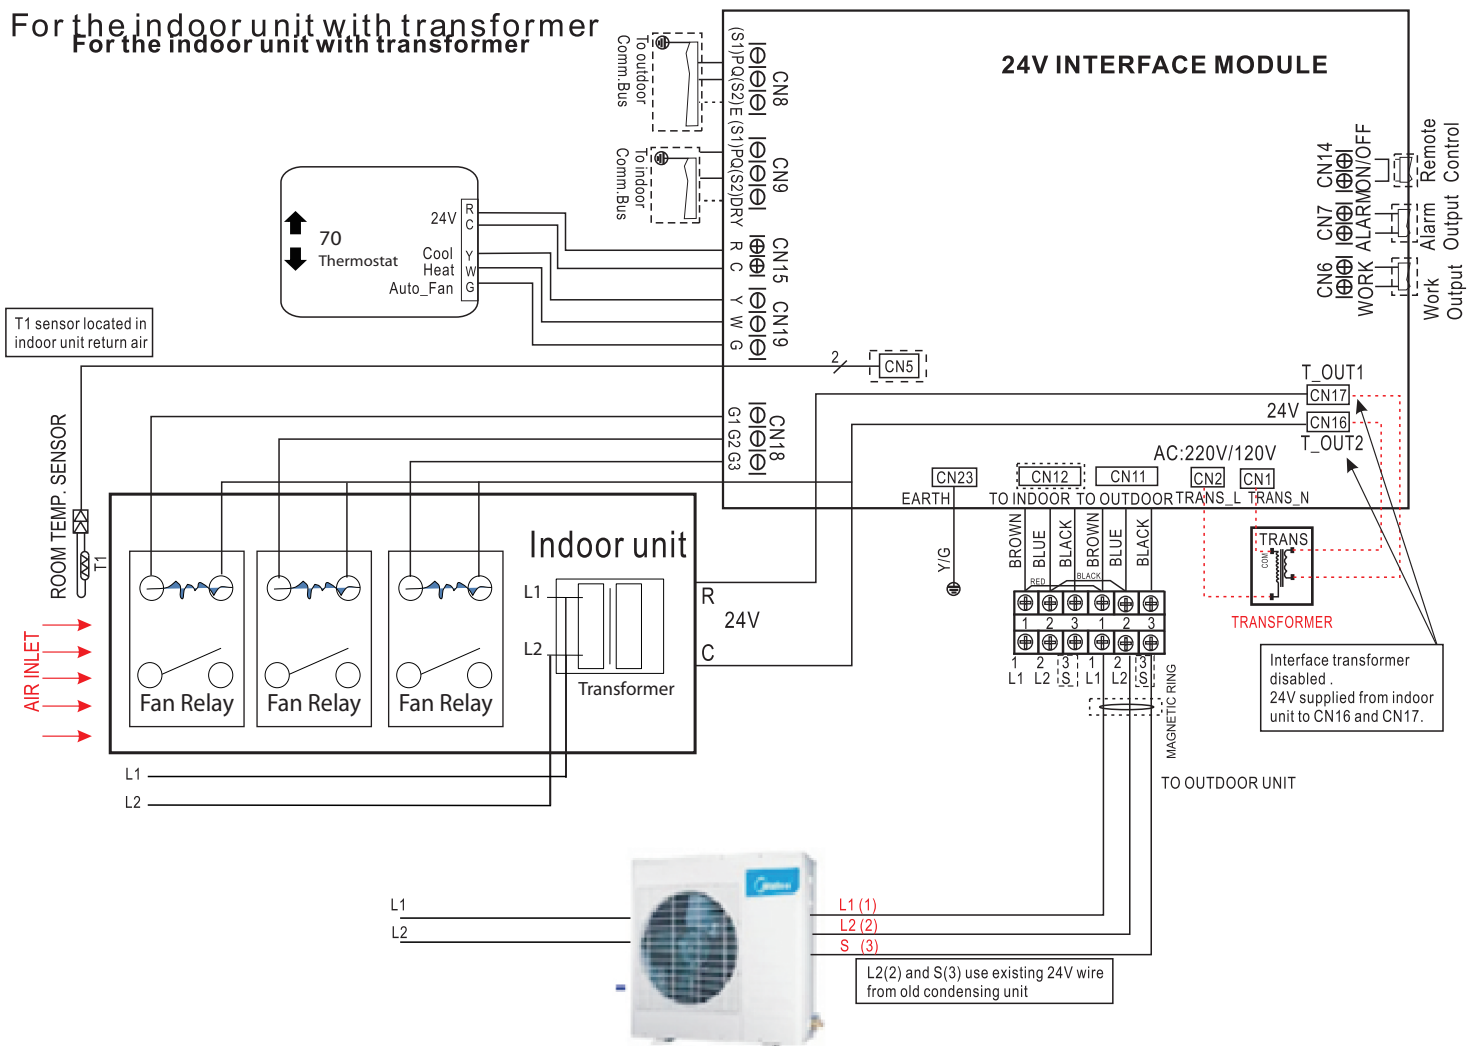 For the indoor unit with transformer
For the indoor unit with transformer
24V INTERFACE MODULE
To outdoor
Comm.Bus
(S1)PQ(S2)E
CN8
To indoor
Comm.Bus
(S1)PQ(S2)DRY
CN9
R
C
CN15
Y
W
G
CN19
G1
G2
G3
CN18
70
Thermostat
24V
Cool
Heat
Auto_Fan
R
C
Y
W
G
T1 sensor located in
indoor unit return air
2
CN5
CN14
ON/OFF
Remote
Control
CN7
ALARM
Alarm
Output
CN6
WORK
Work
Output
T_OUT1
CN17
24V
CN16
T_OUT2
AC:220V/120V
CN23
CN12
CN11
CN2
CN1
EARTH
TO INDOOR
TO OUTDOOR
TRANS_L
TRANS_N
Y/G
BROWN
BLUE
BLACK
BROWN
BLUE
BLACK
RED
BLACK
1 2 3 1 2 3
1 2 3 1 2 3
L1 L2 S L1 L2 S
MAGNETIC RING
TO OUTDOOR UNIT
TRANS
COM
TRANSFORMER
Interface transformer
disabled .
24V supplied from indoor
unit to CN16 and CN17.
ROOM TEMP. SENSOR
T1
AIR INLET
Indoor unit
L1
L2
Transformer
R
24V
C
Fan Relay
Fan Relay
Fan Relay
L1
L2
L1
L2
Midea
L1 (1)
L2 (2)
S (3)
L2(2) and S(3) use existing 24V wire
from old condensing unit